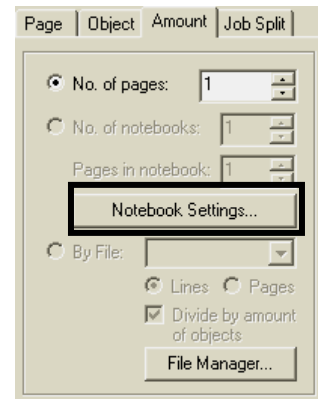 Page Object Amount Job Split
No. of pages: 1
No. of notebooks: 1
Pages in notebook: 1
Notebook Settings...
By File:
Lines Pages
Divide by amount
of objects
File Manager...